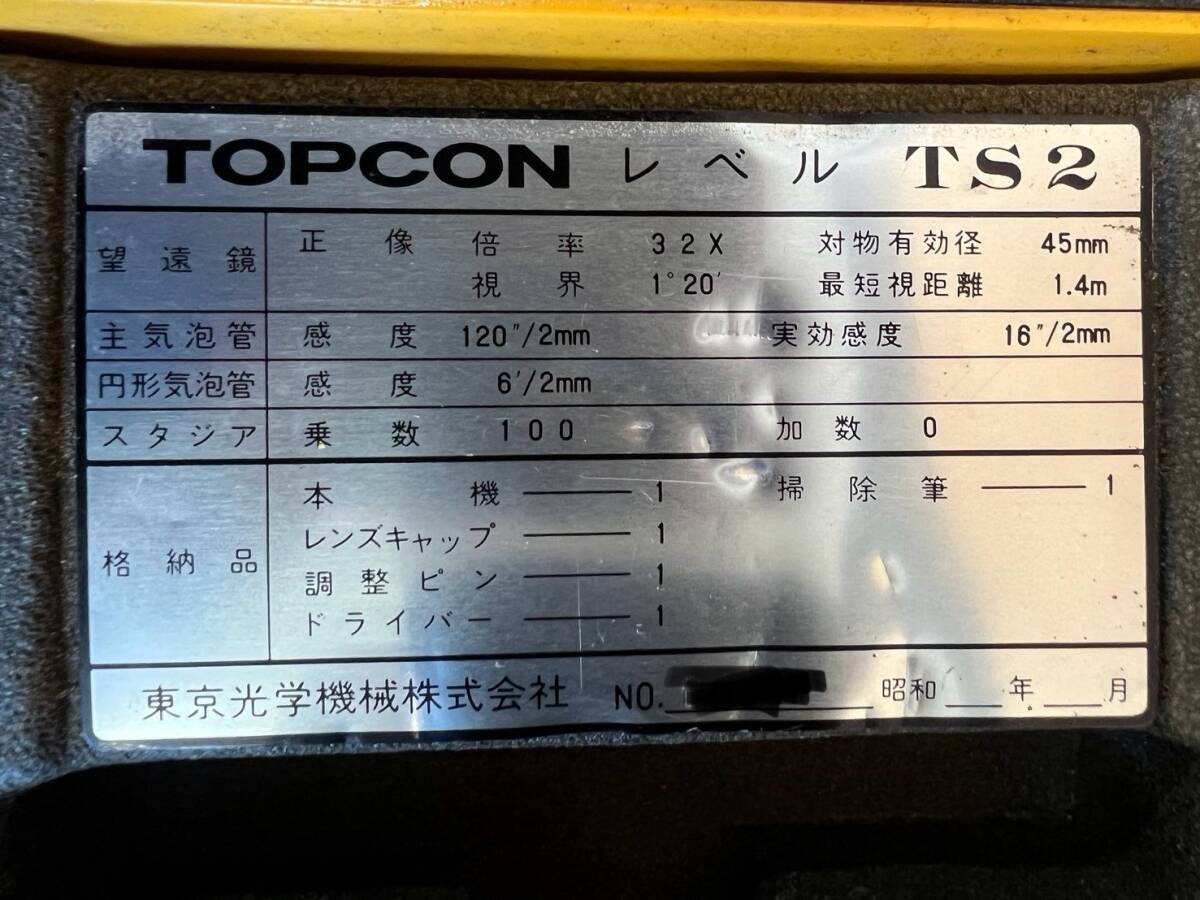 TOPCON レベル TS2
望遠鏡 正像倍率 32X 対物有効径 45mm
視界 1°20′ 最短視距離 1.4m
主気泡管 感度 120″/2mm 実効感度 16″/2mm
円形気泡管 感度 6′/2mm
スタジア 乗数 100 加数 0
格納品 本機 1 掃除筆 1
レンズキャップ 1
調整ピン 1
ドライバー 1
東京光学機械株式会社 NO. 昭和 年 月